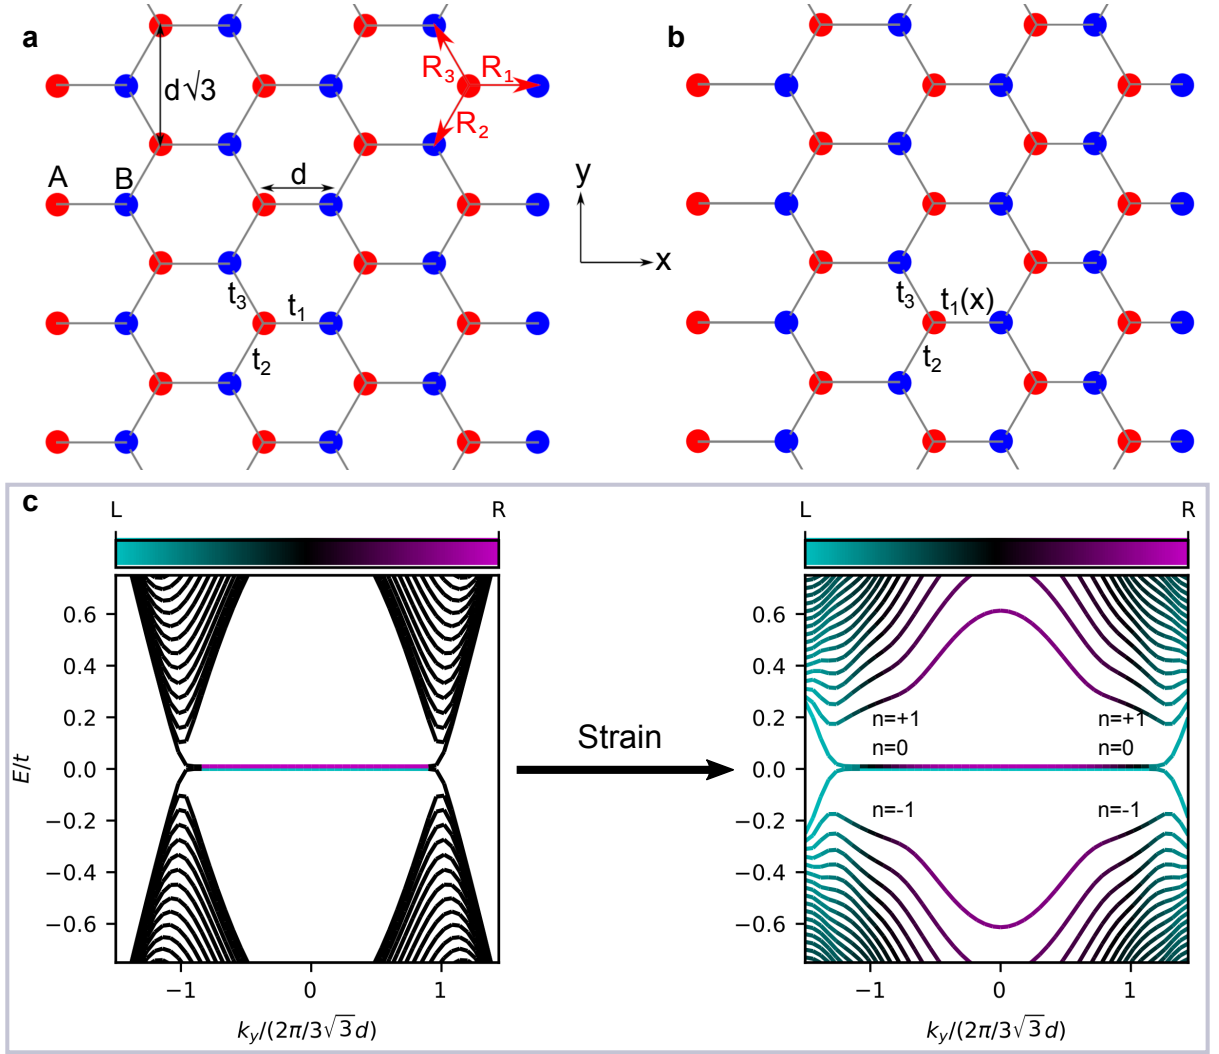 a
b
d√3
R₃
R₁
R₂
A
B
d
y
x
t₃
t₁
t₂
t₃
t₁(x)
t₂
c
L
R
L
R
0.6
0.4
0.2
0.0
−0.2
−0.4
−0.6
E/t
−1
0
1
k_y/(2π/3√3d)
Strain
0.6
0.4
0.2
0.0
−0.2
−0.4
−0.6
n=+1
n=+1
n=0
n=0
n=-1
n=-1
−1
0
1
k_y/(2π/3√3d)